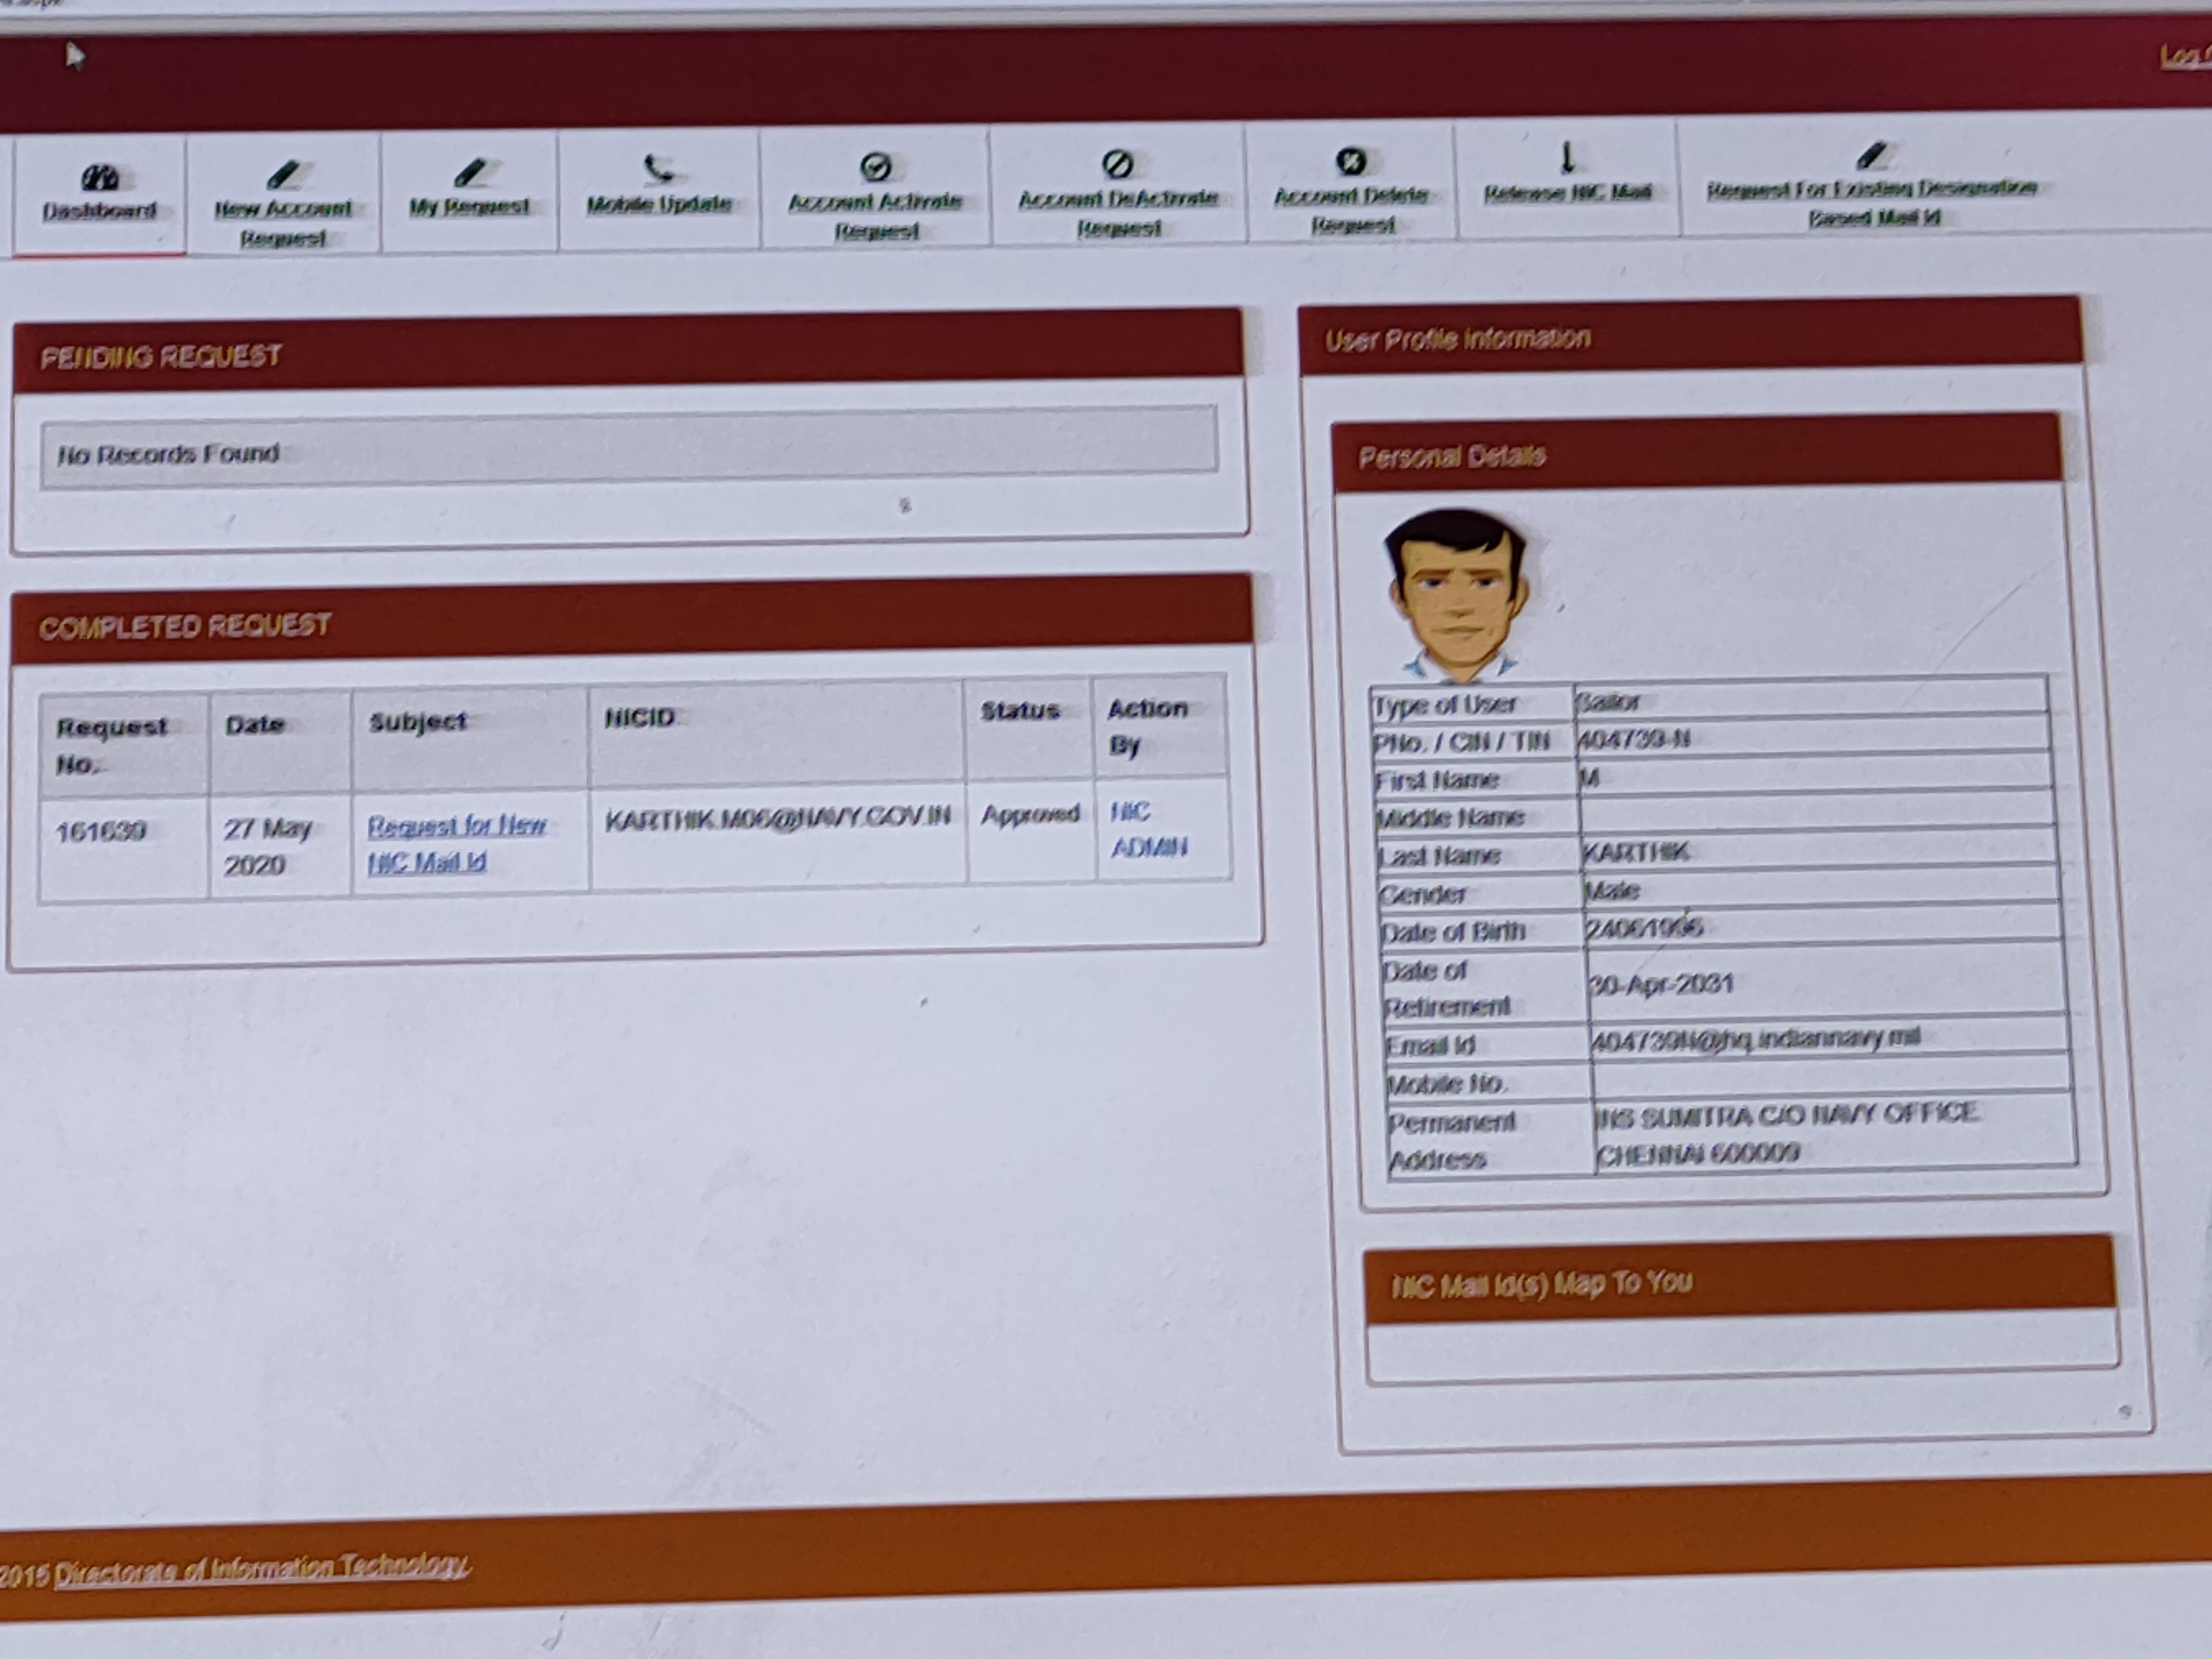 Log
Dashboard
New Account
Request
My Request
Mobile Update
Account Activate
Request
Account DeActivate
Request
Account Delete
Request
Release NIC Mail
Request For Existing Designation
Based Mail Id
PENDING REQUEST
No Records Found
COMPLETED REQUEST
Request No. Date Subject NICID Status Action By
161639 27 May 2020 Request for New NIC Mail Id KARTHIK.M06@NAVY.GOV.IN Approved NIC ADMIN
User Profile Information
Personal Details
Type of User Sailor
PNo. / CIN / TIN 404739-N
First Name M
Middle Name
Last Name KARTHIK
Gender Male
Date of Birth
Date of Retirement 30-Apr-2031
Email Id 404739N@hq.indiannavy.mil
Mobile No.
Permanent Address INS SUMITRA C/O NAVY OFFICE
CHENNAI 600009
NIC Mail Id(s) Map To You
2015 Directorate of Information Technology.